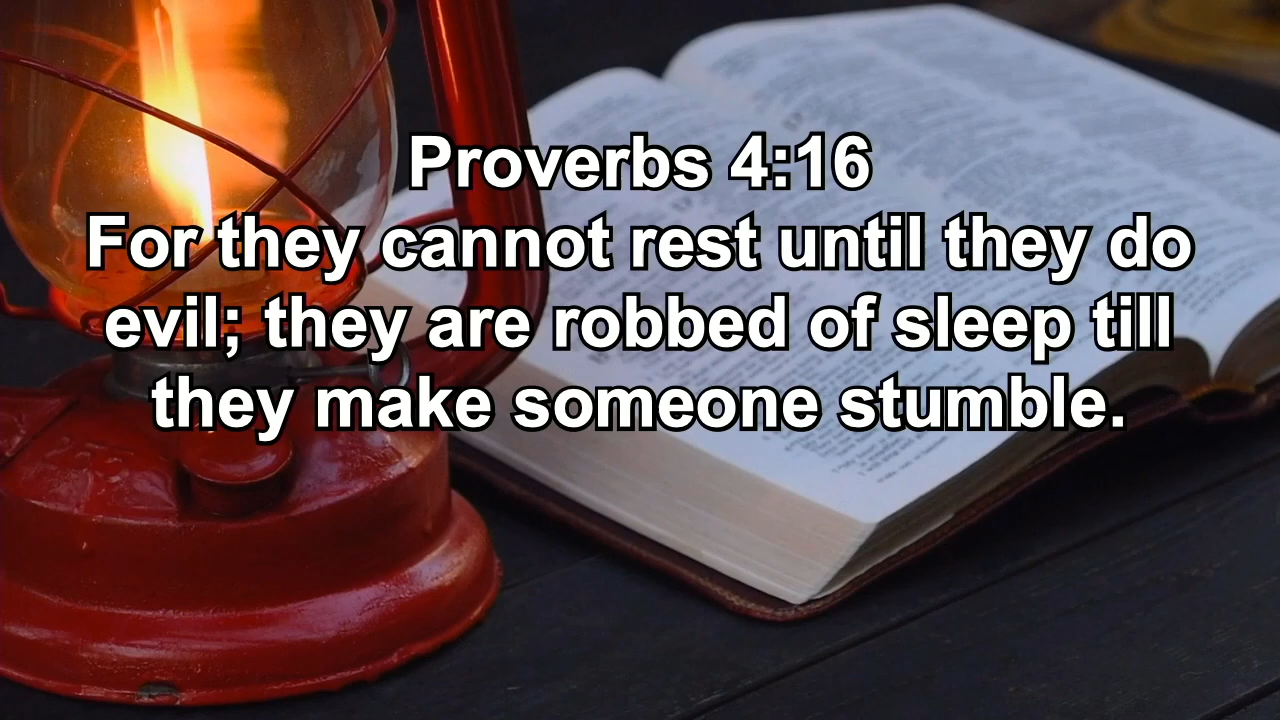 Proverbs 4:16
For they cannot rest until they do
evil; they are robbed of sleep till
they make someone stumble.